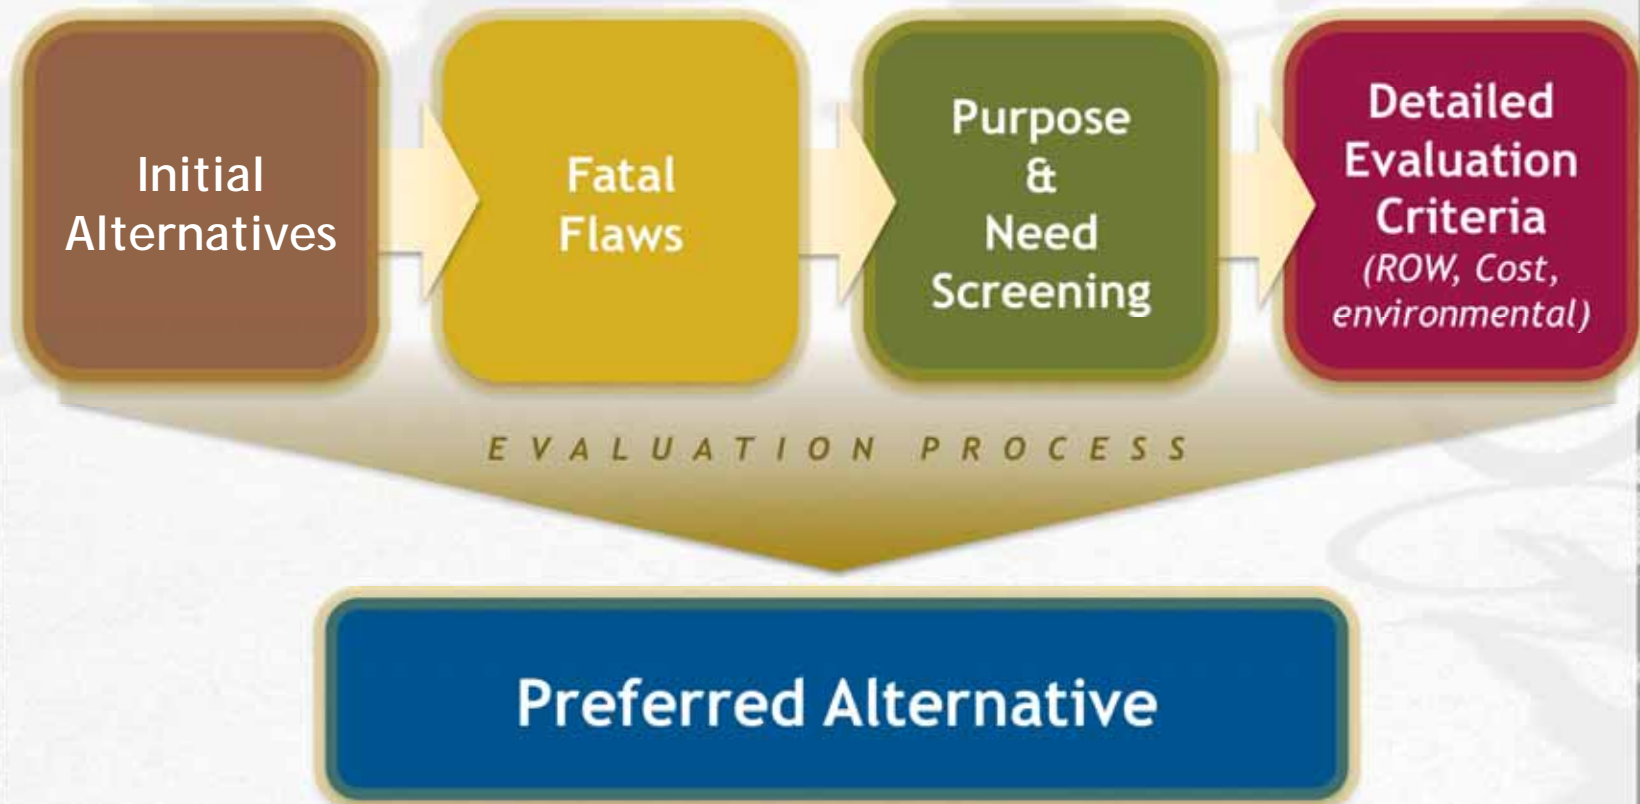 Initial
Alternatives
Fatal
Flaws
Purpose
&
Need
Screening
Detailed
Evaluation
Criteria
(ROW, Cost,
environmental)
EVALUATION PROCESS
Preferred Alternative